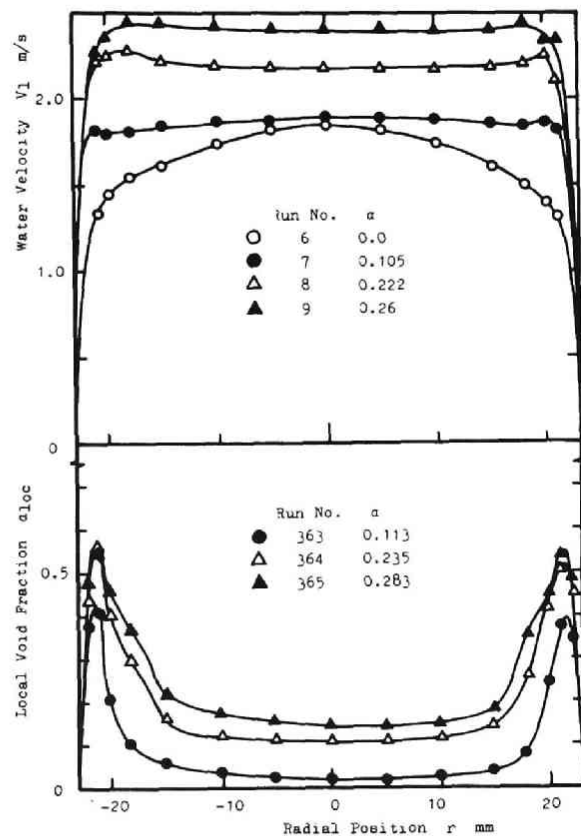 Water Velocity V1 m/s
2.0
1.0
0
Run No. α
6 0.0
7 0.105
8 0.222
9 0.26
Local Void Fraction αloc
0.5
0
Run No. α
363 0.113
364 0.235
365 0.283
-20 -10 0 10 20
Radial Position r mm